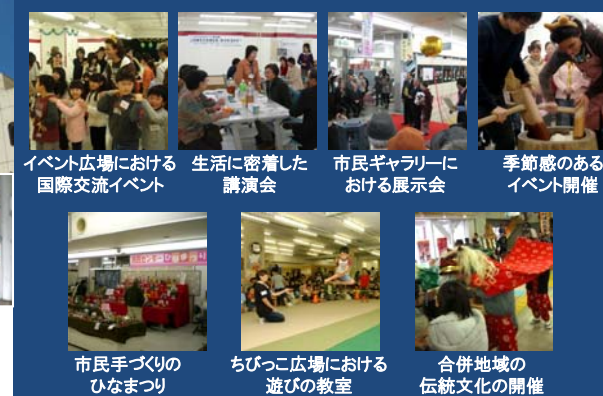 イベント広場における
国際交流イベント
生活に密着した
講演会
市民ギャラリーに
おける展示会
季節感のある
イベント開催
市民手づくりの
ひなまつり
ちびっこ広場における
遊びの教室
合併地域の
伝統文化の開催